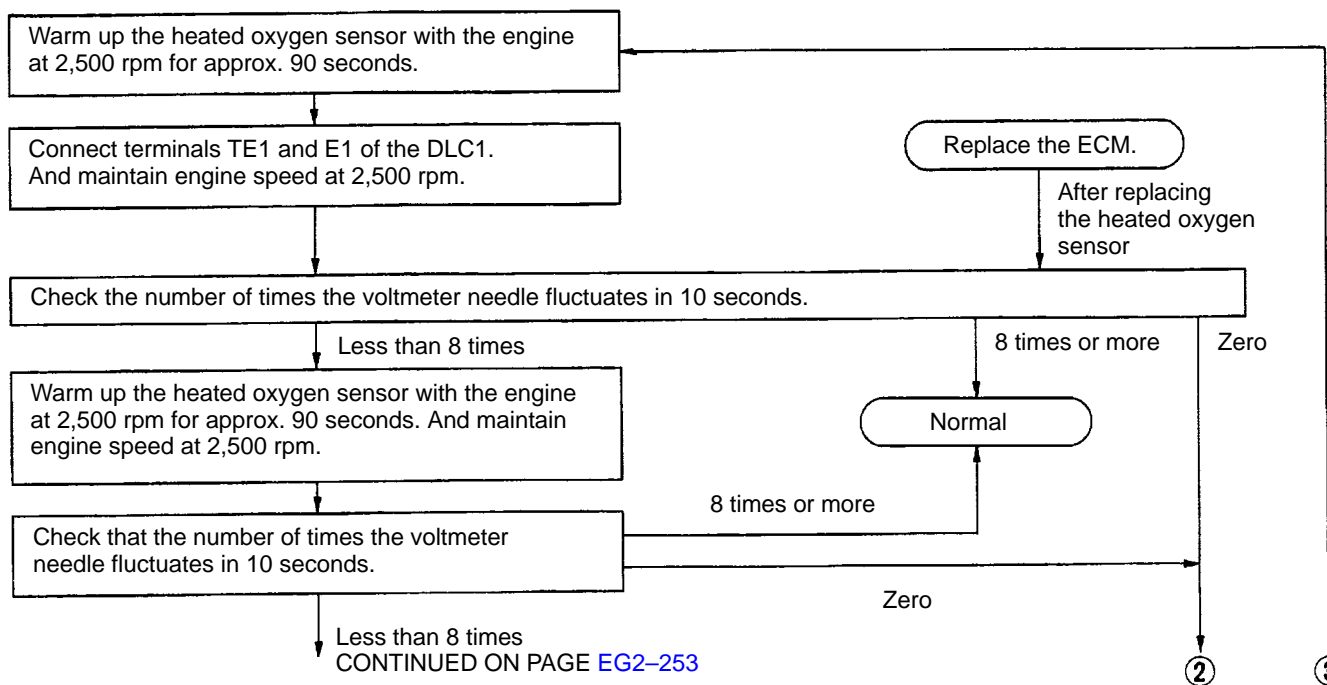 Warm up the heated oxygen sensor with the engine
at 2,500 rpm for approx. 90 seconds.
Connect terminals TE1 and E1 of the DLC1.
And maintain engine speed at 2,500 rpm.
Replace the ECM.
After replacing
the heated oxygen
sensor
Check the number of times the voltmeter needle fluctuates in 10 seconds.
Less than 8 times
8 times or more
Zero
Warm up the heated oxygen sensor with the engine
at 2,500 rpm for approx. 90 seconds. And maintain
engine speed at 2,500 rpm.
Normal
8 times or more
Check that the number of times the voltmeter
needle fluctuates in 10 seconds.
Zero
Less than 8 times
CONTINUED ON PAGE EG2–253
②